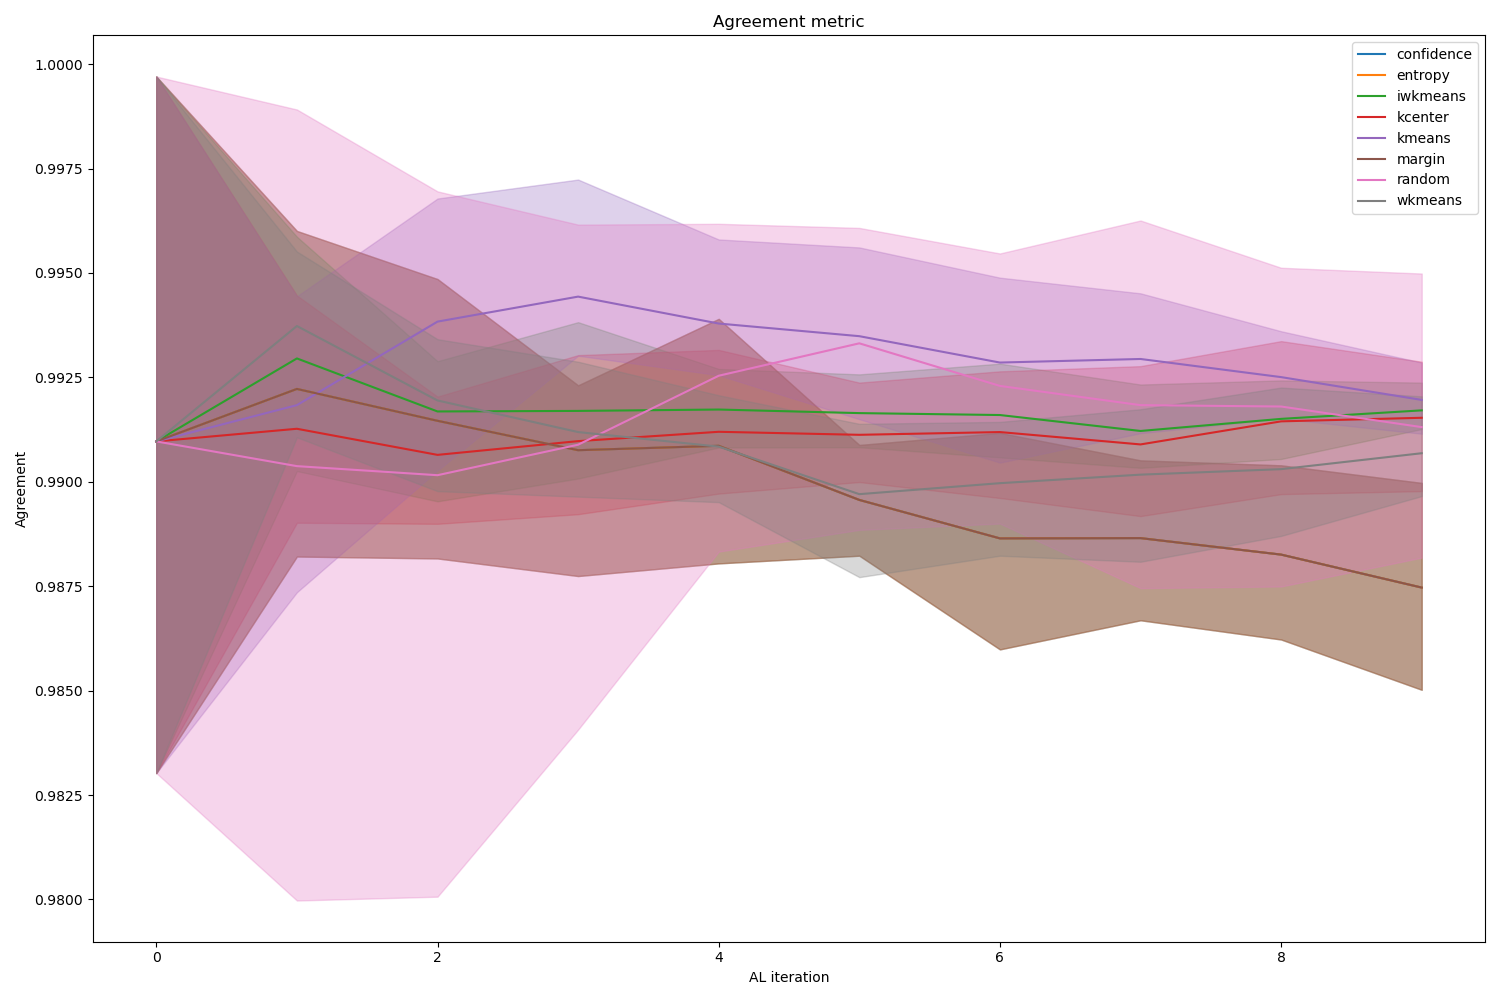 Agreement metric
1.0000
0.9975
0.9950
0.9925
0.9900
0.9875
0.9850
0.9825
0.9800
Agreement
0
2
4
6
8
AL iteration
confidence
entropy
iwkmeans
kcenter
kmeans
margin
random
wkmeans